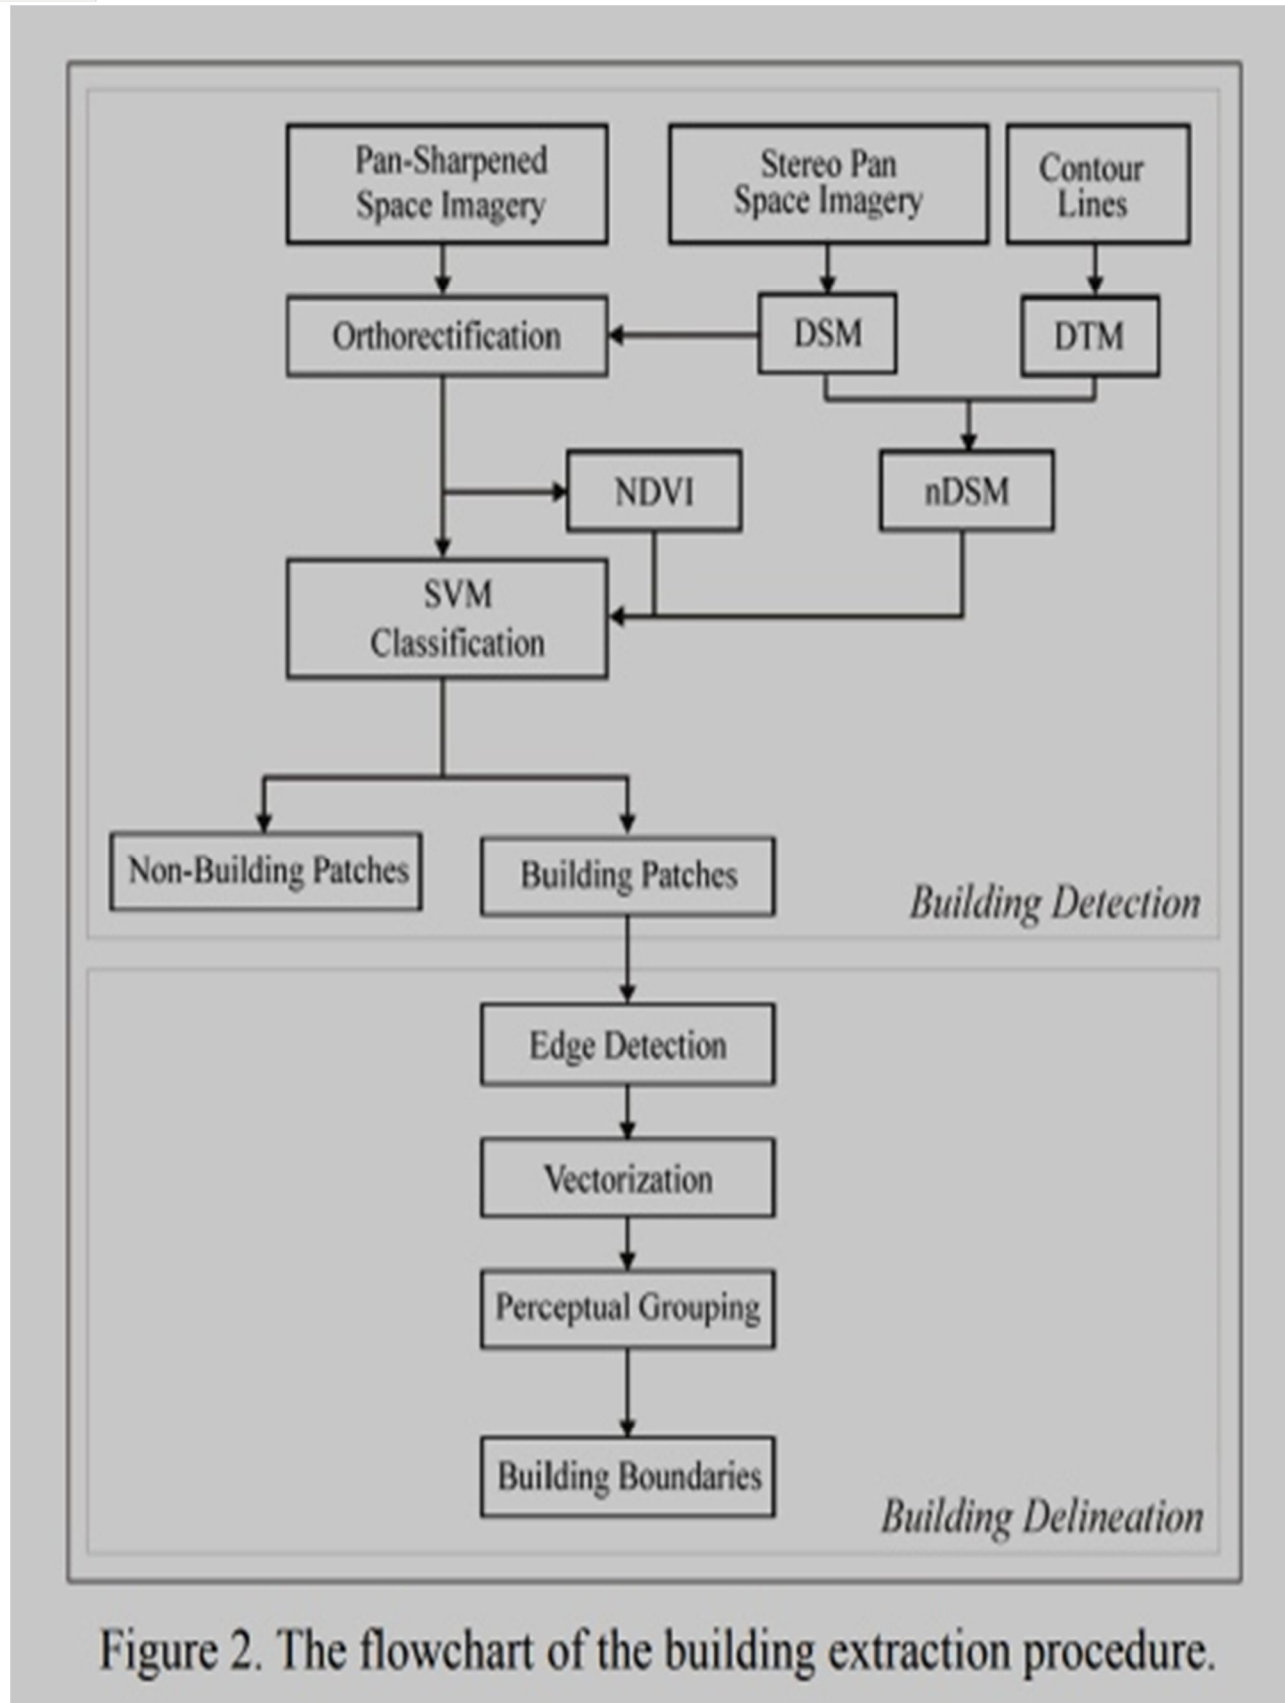 Pan-Sharpened
Space Imagery
Stereo Pan
Space Imagery
Contour
Lines
Orthorectification
DSM
DTM
NDVI
nDSM
SVM
Classification
Non-Building Patches
Building Patches
Building Detection
Edge Detection
Vectorization
Perceptual Grouping
Building Boundaries
Building Delineation
Figure 2. The flowchart of the building extraction procedure.